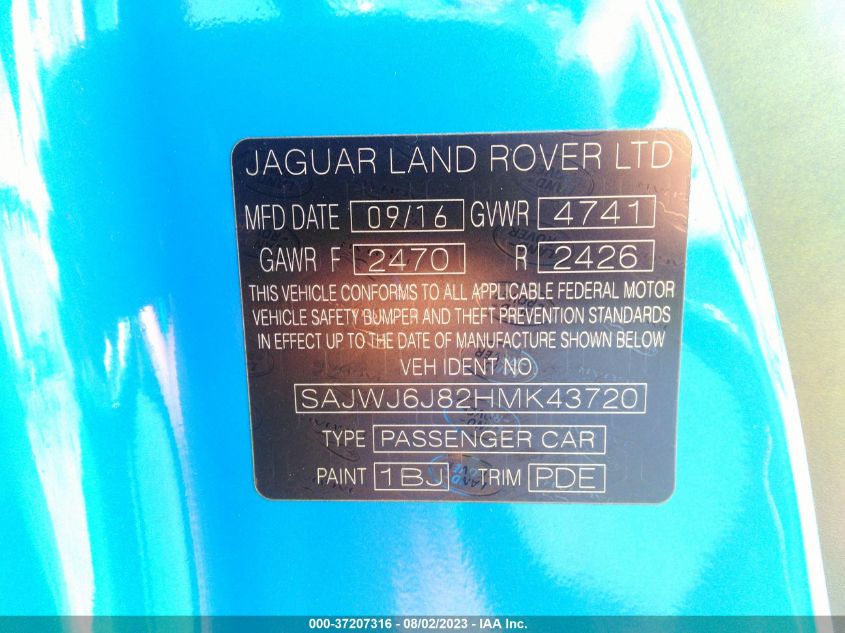 JAGUAR LAND ROVER LTD
MFD DATE 09/16 GVWR 4741
GAWR F 2470 R 2426
THIS VEHICLE CONFORMS TO ALL APPLICABLE FEDERAL MOTOR
VEHICLE SAFETY BUMPER AND THEFT PREVENTION STANDARDS
IN EFFECT UP TO THE DATE OF MANUFACTURE SHOWN BELOW
VEH IDENT NO.
SAJWJ6J82HMK43720
TYPE PASSENGER CAR
PAINT 1BJ TRIM PDE
000-37207316 - 08/02/2023 - IAA Inc.